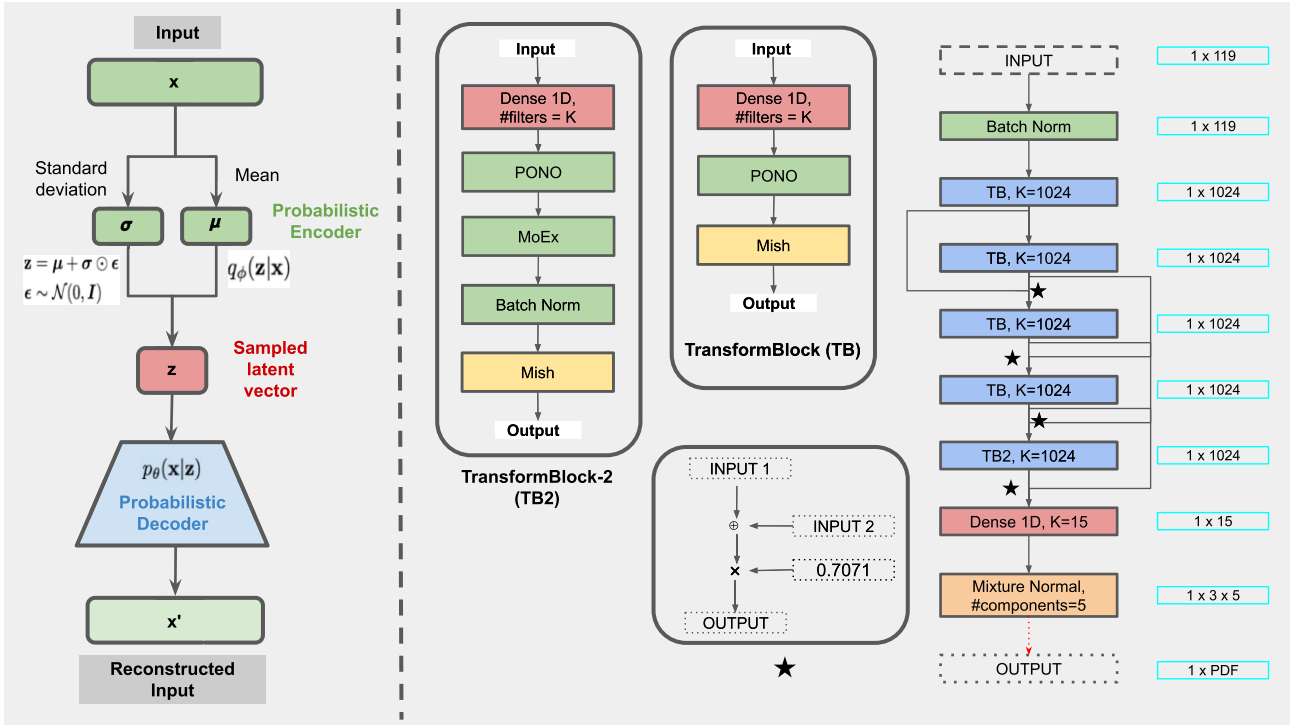 Input
x
Standard
deviation
Mean
σ
μ
Probabilistic
Encoder
z = μ + σ ⊙ ϵ
ϵ ∼ 𝒩(0, I)
qϕ(z|x)
z
Sampled
latent
vector
pθ(x|z)
Probabilistic
Decoder
x'
Reconstructed
Input
Input
Dense 1D,
#filters = K
PONO
MoEx
Batch Norm
Mish
Output
TransformBlock-2
(TB2)
Input
Dense 1D,
#filters = K
PONO
Mish
Output
TransformBlock (TB)
INPUT 1
⊕
INPUT 2
×
0.7071
OUTPUT
★
INPUT
1 x 119
Batch Norm
1 x 119
TB, K=1024
1 x 1024
TB, K=1024
1 x 1024
★
TB, K=1024
1 x 1024
★
TB, K=1024
1 x 1024
★
TB2, K=1024
1 x 1024
★
Dense 1D, K=15
1 x 15
Mixture Normal,
#components=5
1 x 3 x 5
OUTPUT
1 x PDF